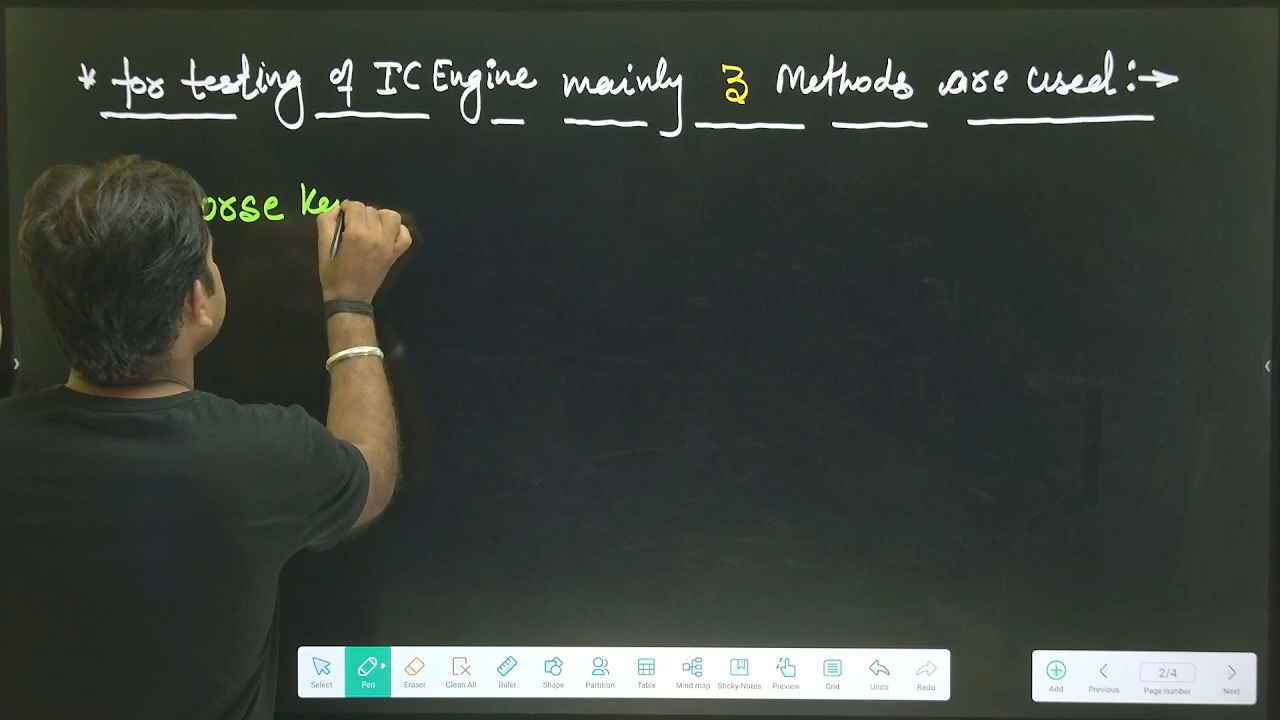 * for testing of IC Engine mainly 3 Methods are used :→
orse
Select Pen Eraser Clean All Ruler Shape Partition Table Mind map Sticky-Notes Preview Grid Undo Redo
Add Previous 2/4 Page number Next